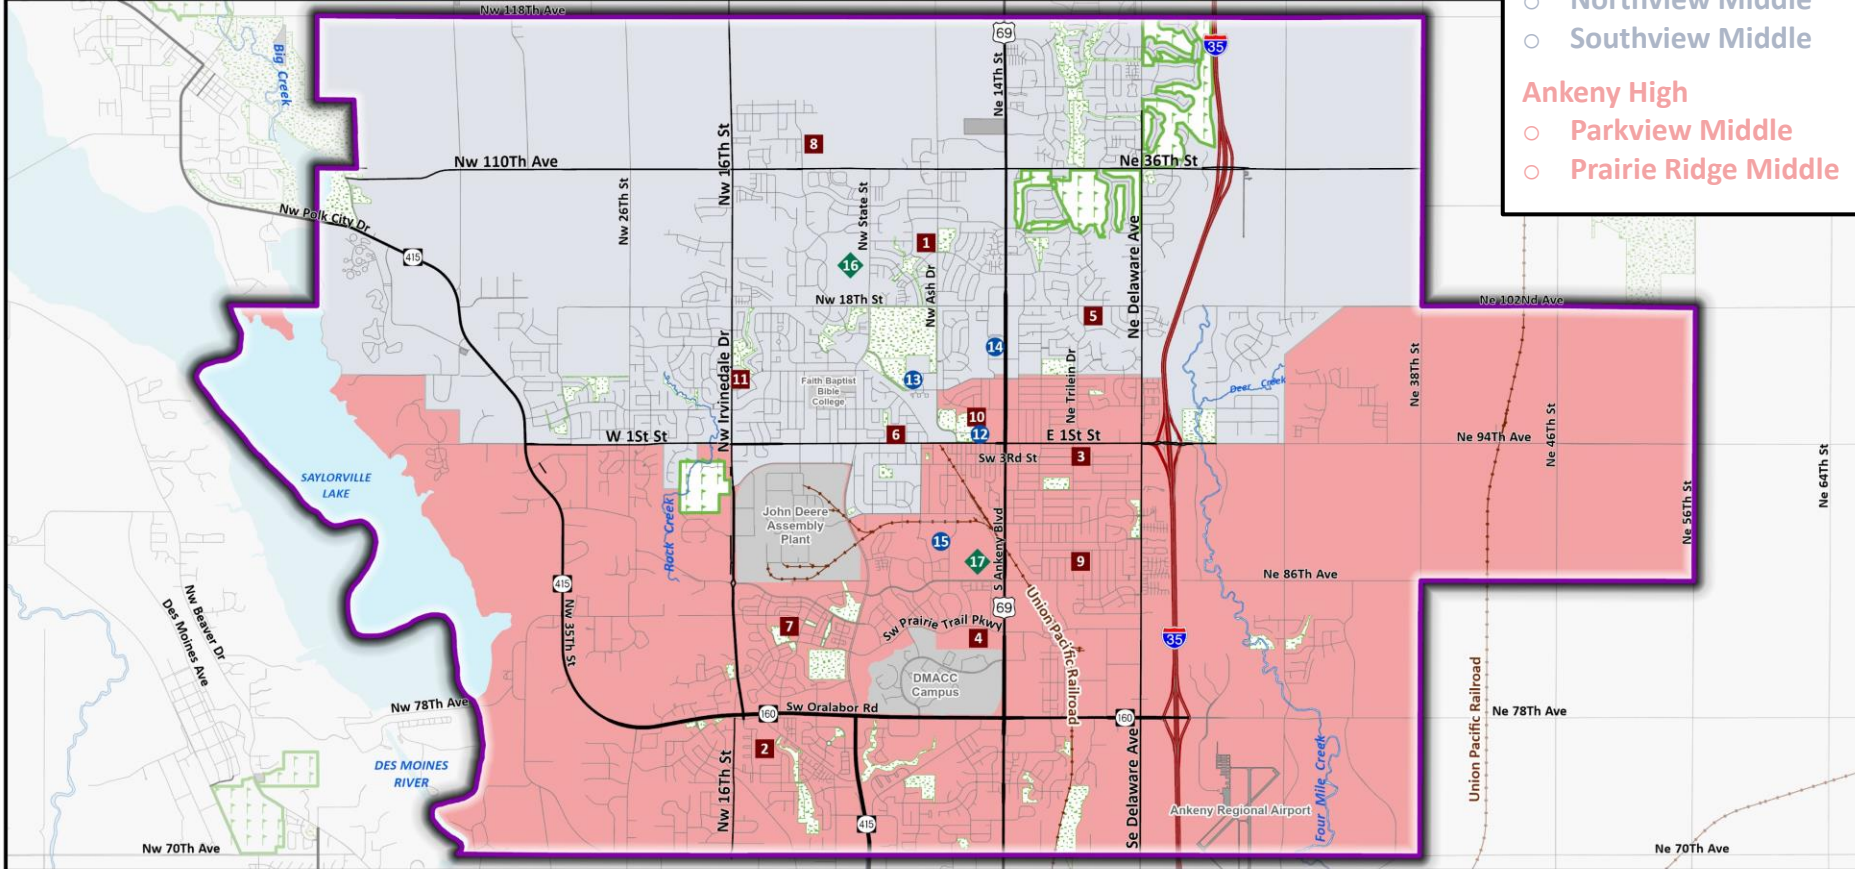 Nw 118Th Ave
Northview Middle
Southview Middle
Ankeny High
Parkview Middle
Prairie Ridge Middle
Big Creek
69
35
Ne 14Th St
8
Nw 16Th St
Nw 110Th Ave
Ne 36Th St
Nw 26Th St
Nw State St
Nw Polk City Dr
415
1
16
Nw Ash Dr
Ne Delaware Ave
Nw 18Th St
Ne 102Nd Ave
5
14
Nw Irvinedale Dr
Ne Trilein Dr
Ne 38Th St
11
Faith Baptist
Bible
College
13
Deer Creek
10
6
12
W 1St St
E 1St St
Ne 94Th Ave
Ne 46Th St
Sw 3Rd St
3
SAYLORVILLE
LAKE
Ne 64Th St
Ne 56Th St
Rock Creek
John Deere
Assembly
Plant
S Ankeny Blvd
15
17
9
Ne 86Th Ave
415
69
Nw Beaver Dr
Des Moines Ave
Nw 35Th St
7
Sw Prairie Trail Pkwy
4
Union Pacific Railroad
35
DMACC
Campus
Nw 78Th Ave
160
Sw Oralabor Rd
160
Ne 78Th Ave
Union Pacific Railroad
2
Nw 16Th St
Se Delaware Ave
Four Mile Creek
DES MOINES
RIVER
Ankeny Regional Airport
415
Nw 70Th Ave
Ne 70Th Ave